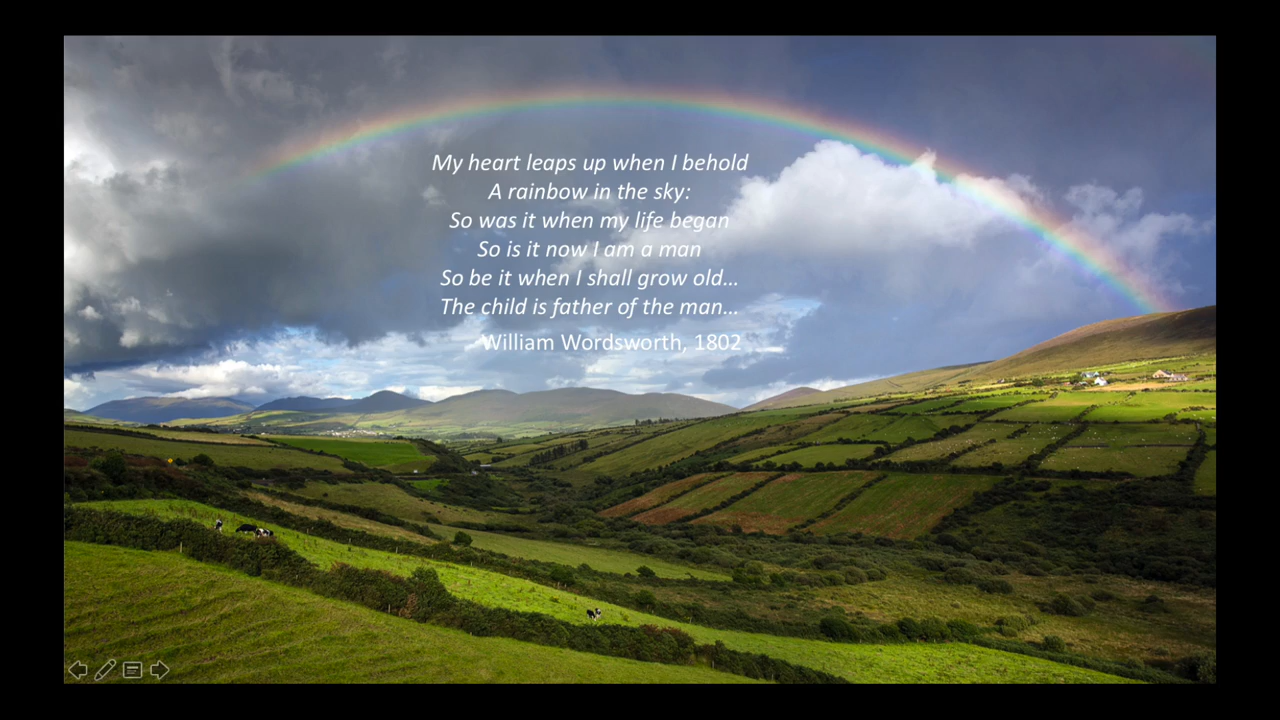 My heart leaps up when I behold
A rainbow in the sky:
So was it when my life began
So is it now I am a man
So be it when I shall grow old...
The child is father of the man...
William Wordsworth, 1802